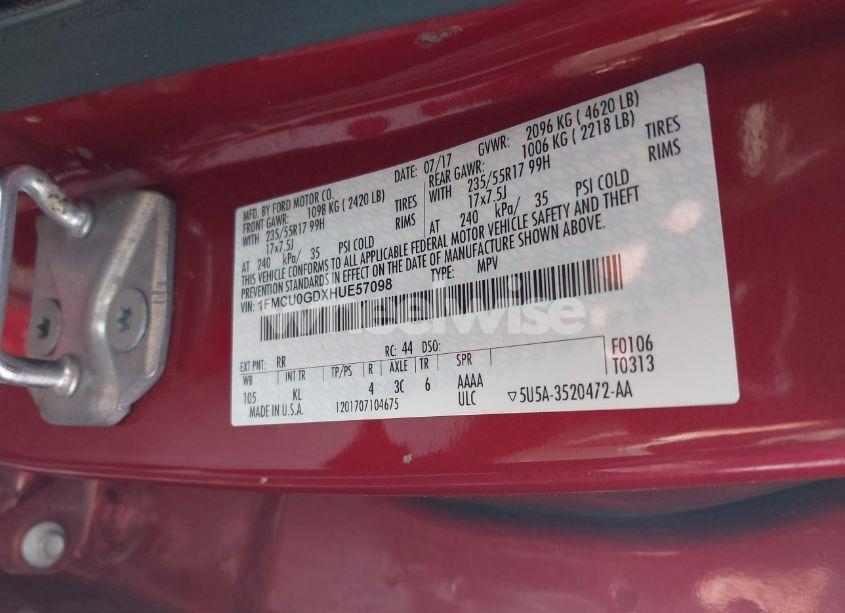 MFD. BY FORD MOTOR CO. DATE: 07/17 GVWR: 2096 KG ( 4620 LB)
FRONT GAWR: 1098 KG ( 2420 LB) REAR GAWR: 1006 KG ( 2218 LB)
WITH 235/55R17 99H TIRES WITH 235/55R17 99H TIRES
17x7.5J RIMS 17x7.5J RIMS
AT 240 kPa/ 35 PSI COLD AT 240 kPa/ 35 PSI COLD
THIS VEHICLE CONFORMS TO ALL APPLICABLE FEDERAL MOTOR VEHICLE SAFETY AND THEFT
PREVENTION STANDARDS IN EFFECT ON THE DATE OF MANUFACTURE SHOWN ABOVE.
VIN: 1FMCU0GDXHUE57098 TYPE: MPV
EXT PNT: RR RC: 44 DSO: F0106
WB INT TR TP/PS R AXLE TR SPR T0313
105 KL 4 3C 6 AAAA
MADE IN U.S.A. 1201707104675 ULC ▽5U5A-3520472-AA